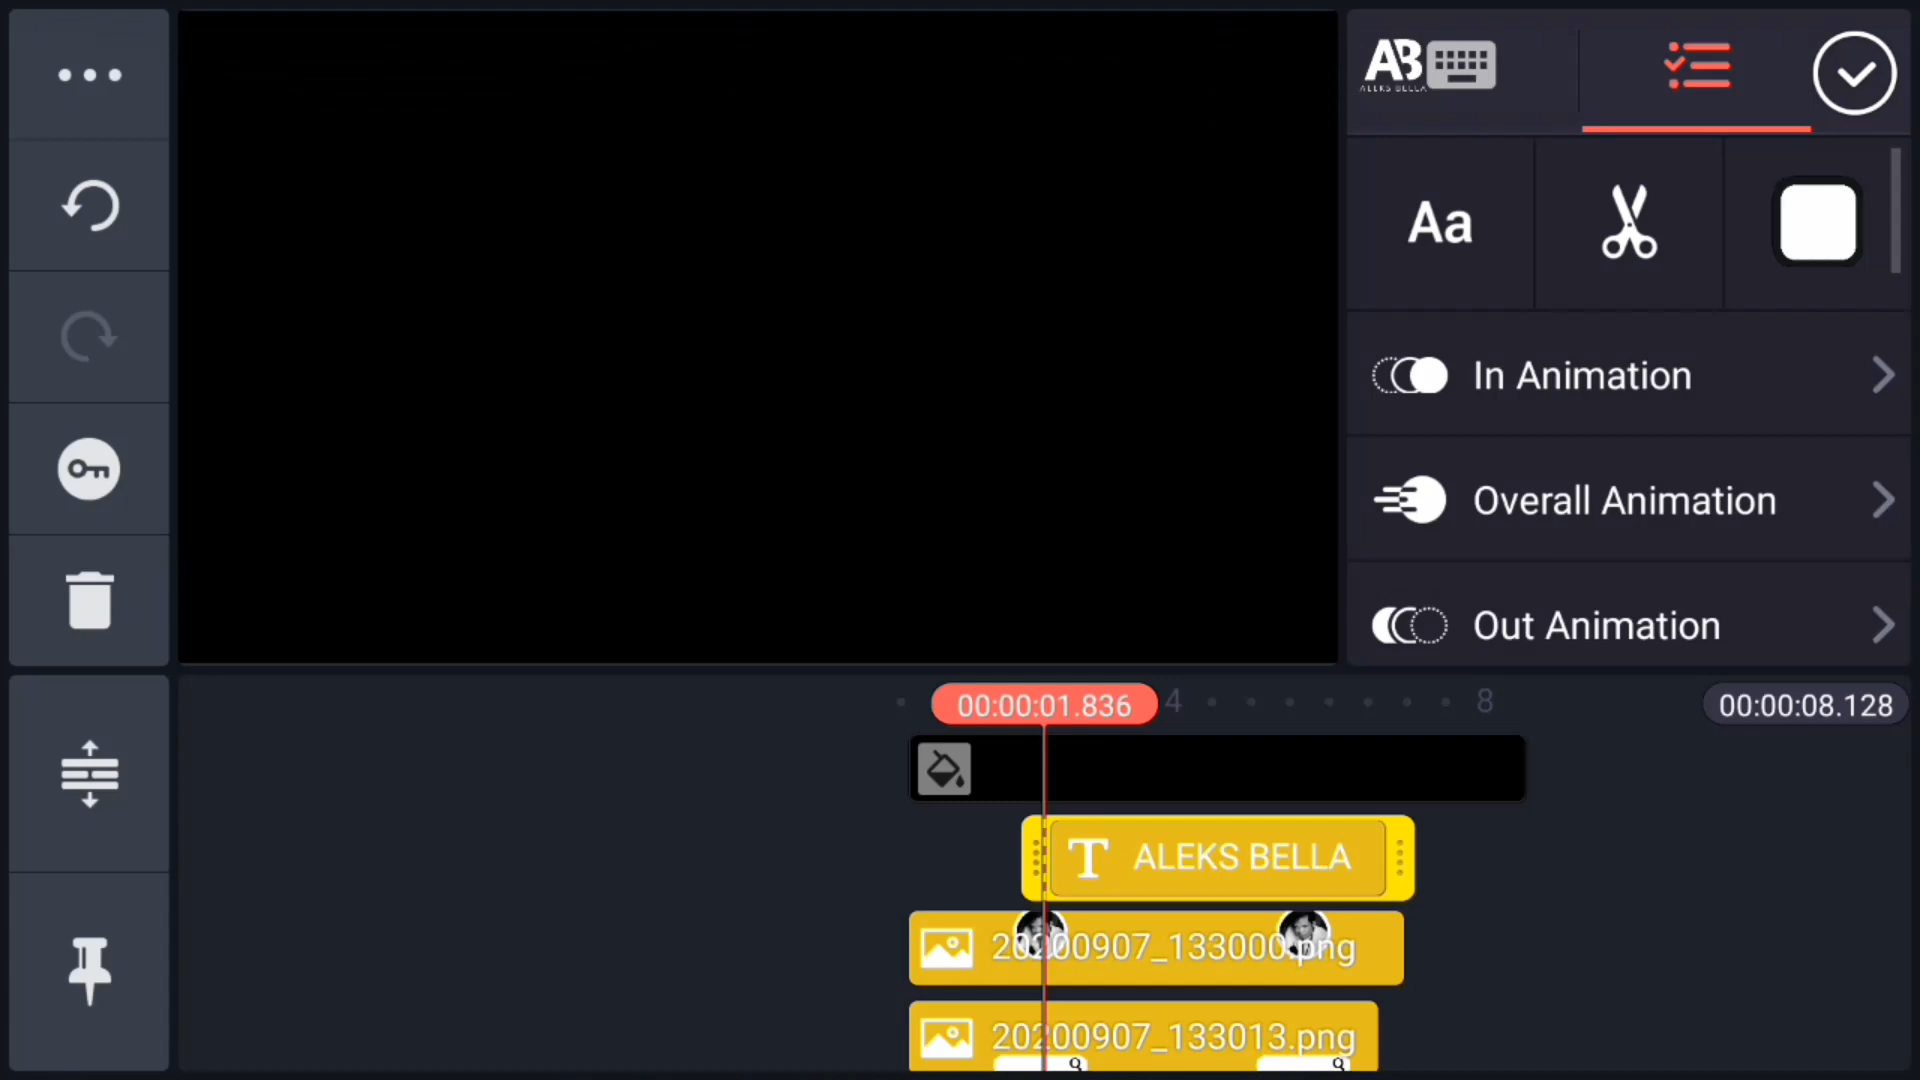 AB
ALEKS BELLA
Aa
In Animation
Overall Animation
Out Animation
00:00:01.836
4
8
00:00:08.128
T ALEKS BELLA
20200907_133000.png
20200907_133013.png